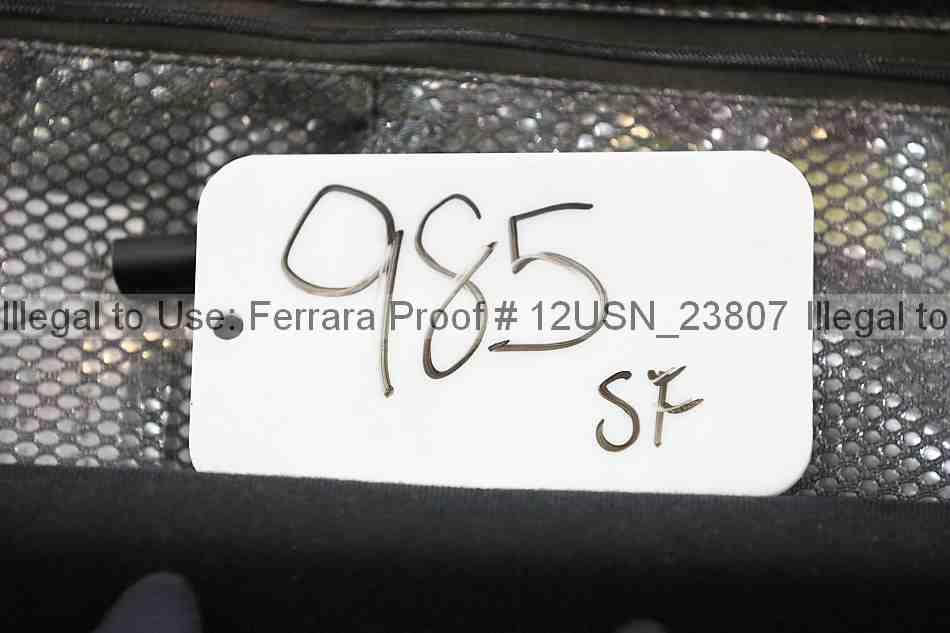 985
Illegal to Use: Ferrara Proof # 12USN_23807 Illegal to
SF